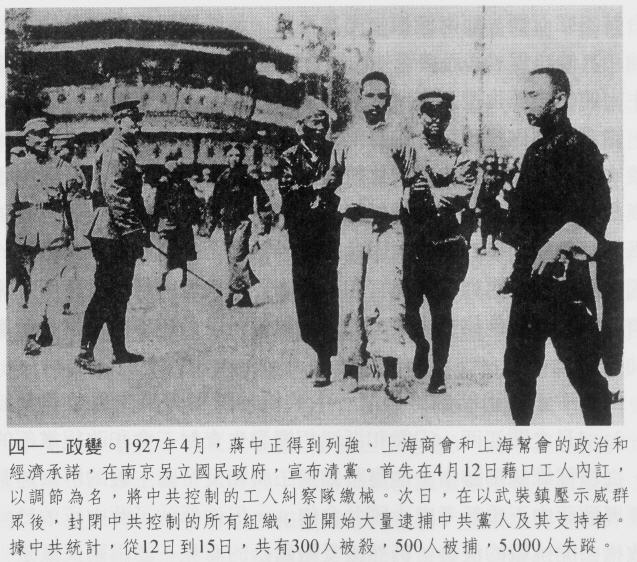 四一二政變。1927年4月，蔣中正得到列強、上海商會和上海幫會的政治和
經濟承諾，在南京另立國民政府，宣布清黨。首先在4月12日藉口工人內訌，
以調節為名，將中共控制的工人糾察隊繳械。次日，在以武裝鎮壓示威群
眾後，封閉中共控制的所有組織，並開始大量逮捕中共黨人及其支持者。
據中共統計，從12日到15日，共有300人被殺，500人被捕，5,000人失蹤。